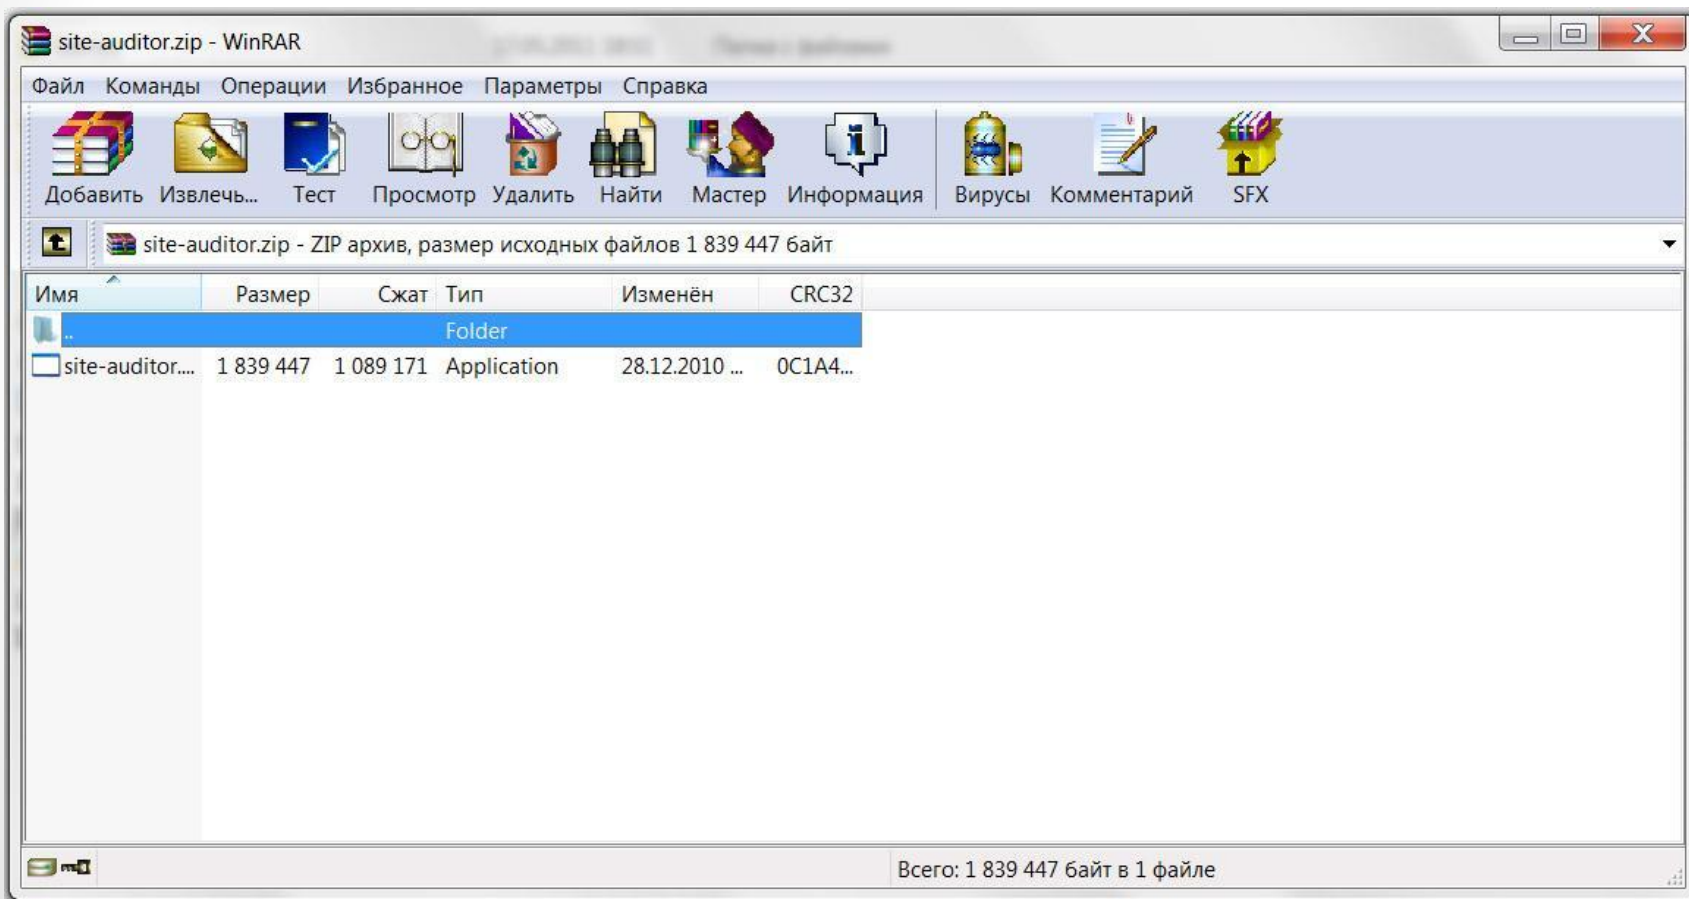 site-auditor.zip - WinRAR
Файл Команды Операции Избранное Параметры Справка
Добавить Извлечь... Тест Просмотр Удалить Найти Мастер Информация Вирусы Комментарий SFX
site-auditor.zip - ZIP архив, размер исходных файлов 1 839 447 байт
Имя Размер Сжат Тип Изменён CRC32
.. Folder
site-auditor.... 1 839 447 1 089 171 Application 28.12.2010 ... 0C1A4...
Всего: 1 839 447 байт в 1 файле